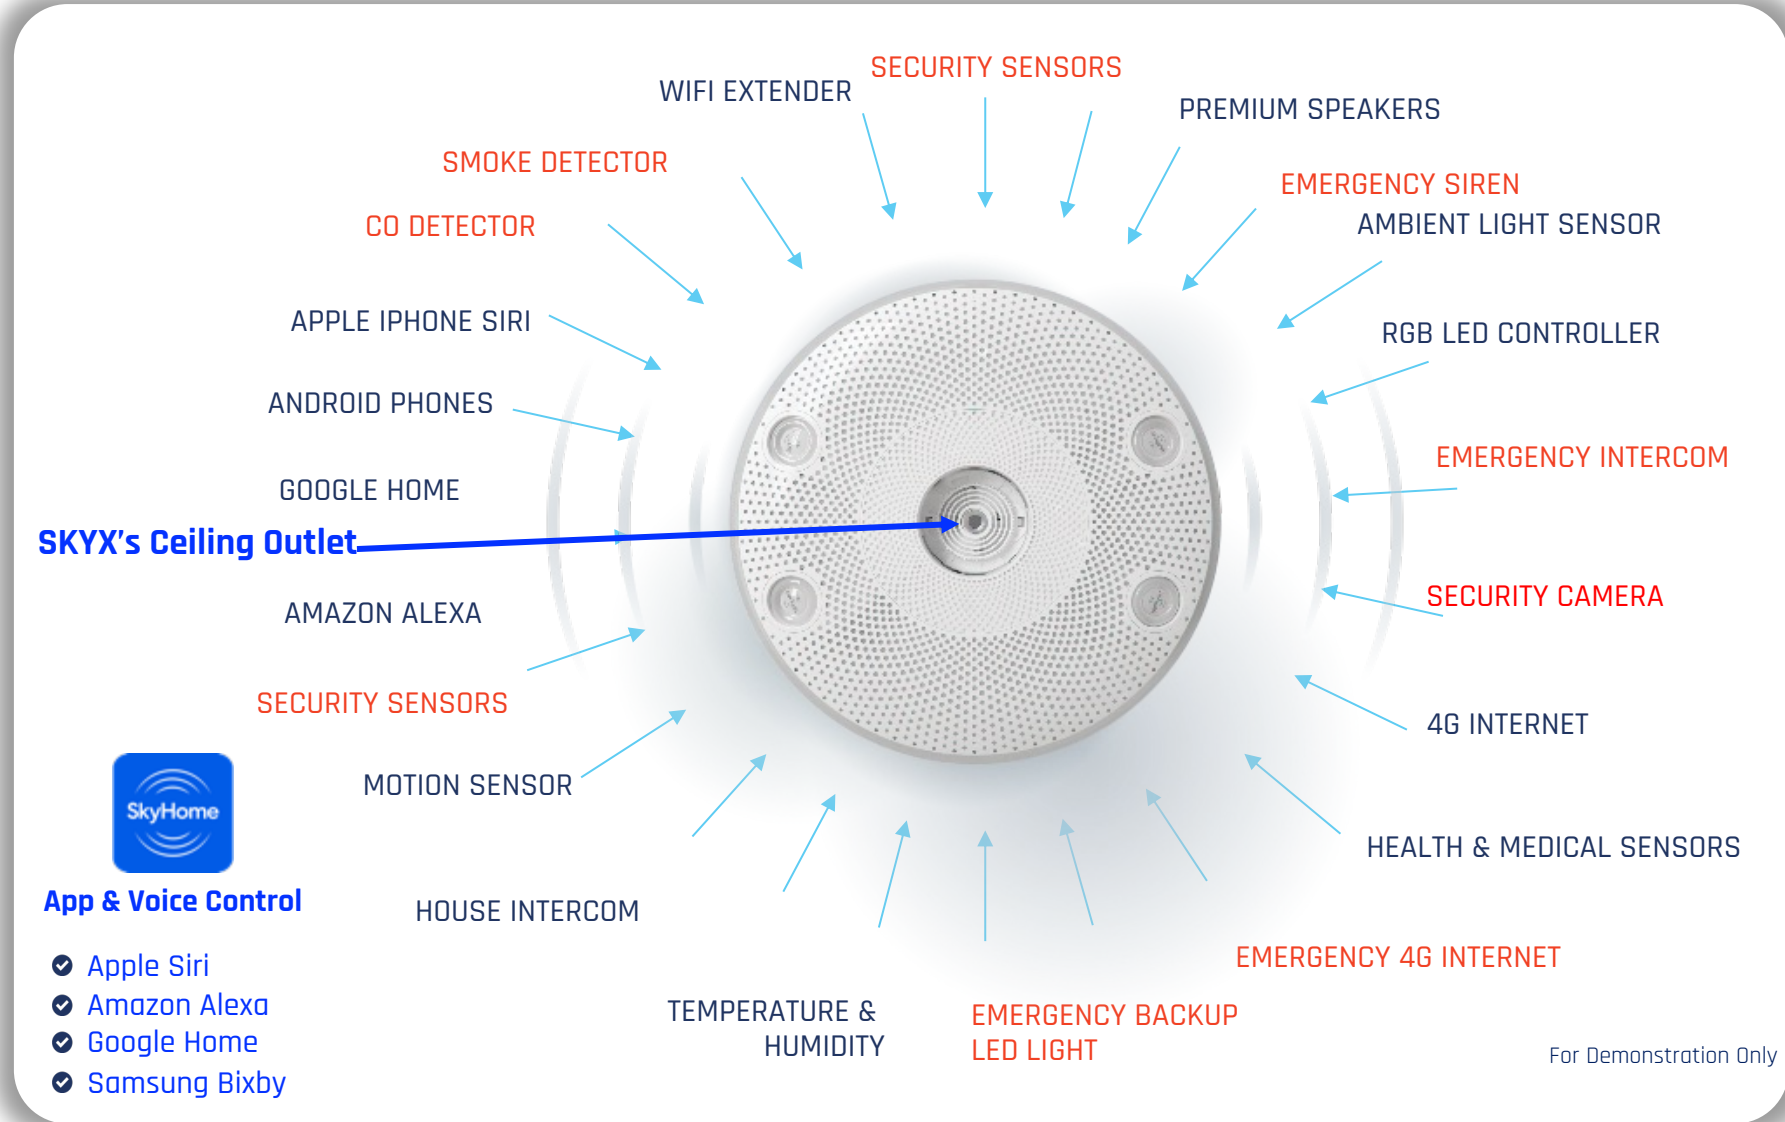 SECURITY SENSORS
WIFI EXTENDER
PREMIUM SPEAKERS
SMOKE DETECTOR
EMERGENCY SIREN
CO DETECTOR
AMBIENT LIGHT SENSOR
APPLE IPHONE SIRI
RGB LED CONTROLLER
ANDROID PHONES
EMERGENCY INTERCOM
GOOGLE HOME
SKYX’s Ceiling Outlet
AMAZON ALEXA
SECURITY CAMERA
SECURITY SENSORS
4G INTERNET
MOTION SENSOR
SkyHome
HEALTH & MEDICAL SENSORS
App & Voice Control
HOUSE INTERCOM
EMERGENCY 4G INTERNET
Apple Siri
Amazon Alexa
Google Home
Samsung Bixby
TEMPERATURE &
HUMIDITY
EMERGENCY BACKUP
LED LIGHT
For Demonstration Only